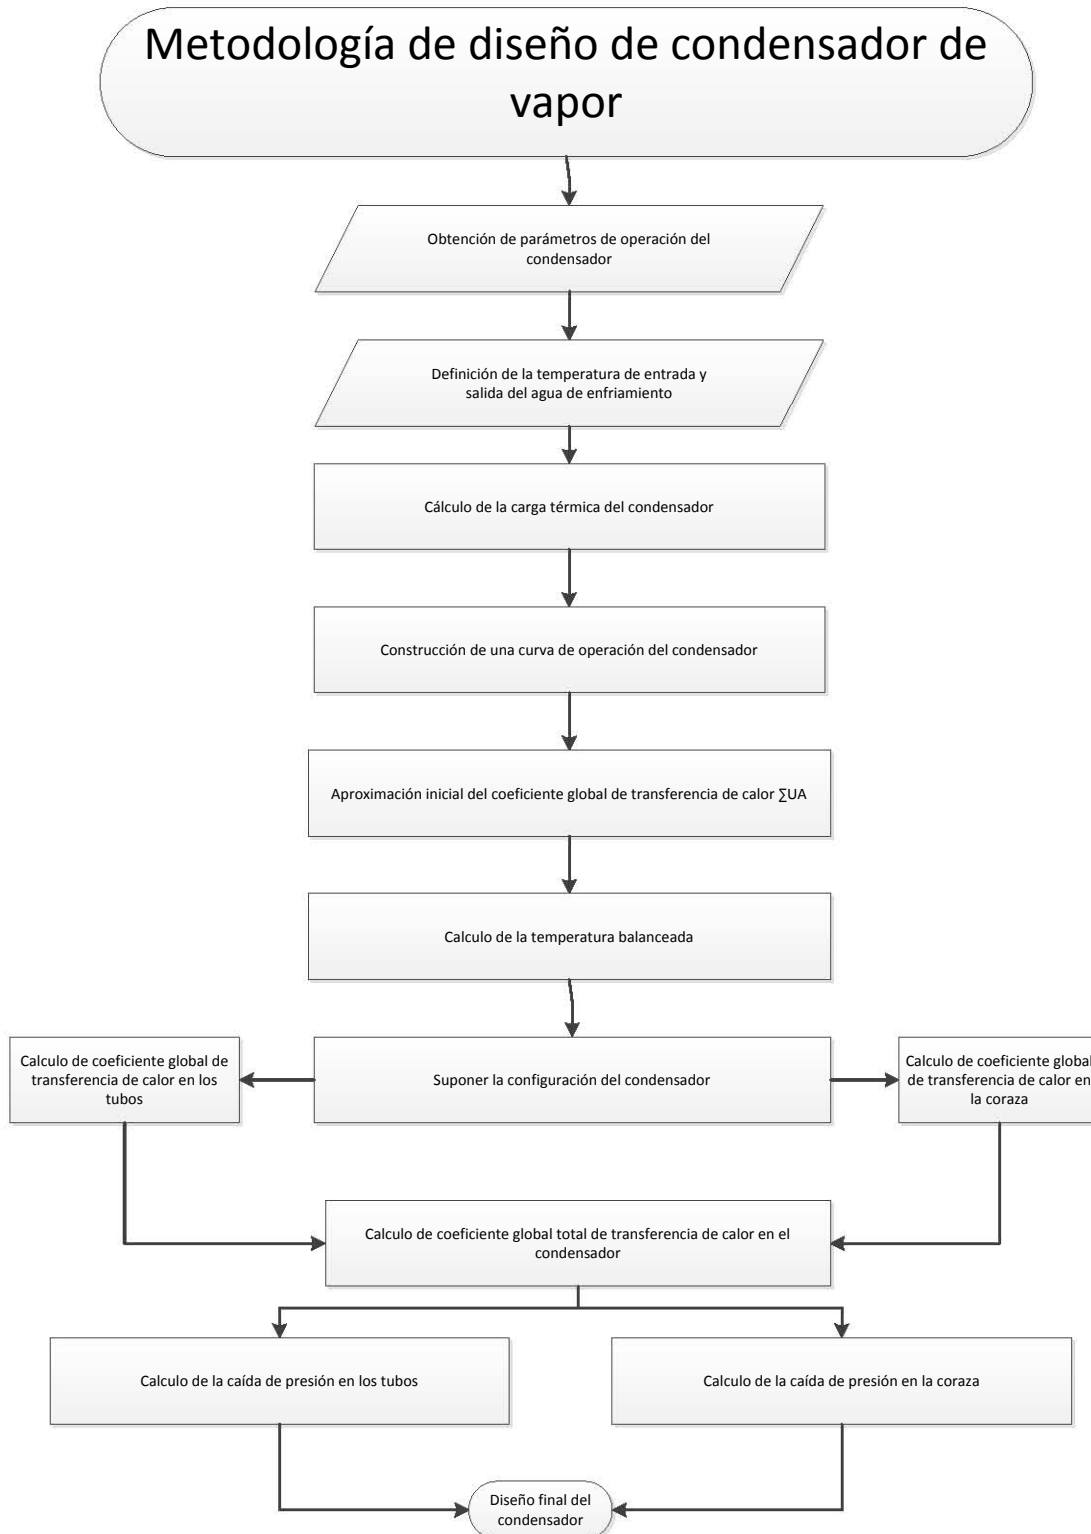 Metodología de diseño de condensador de
vapor
Obtención de parámetros de operación del
condensador
Definición de la temperatura de entrada y
salida del agua de enfriamiento
Cálculo de la carga térmica del condensador
Construcción de una curva de operación del condensador
Aproximación inicial del coeficiente global de transferencia de calor ∑UA
Calculo de la temperatura balanceada
Calculo de coeficiente global de
transferencia de calor en los
tubos
Suponer la configuración del condensador
Calculo de coeficiente global
de transferencia de calor en
la coraza
Calculo de coeficiente global total de transferencia de calor en el
condensador
Calculo de la caída de presión en los tubos
Calculo de la caída de presión en la coraza
Diseño final del
condensador